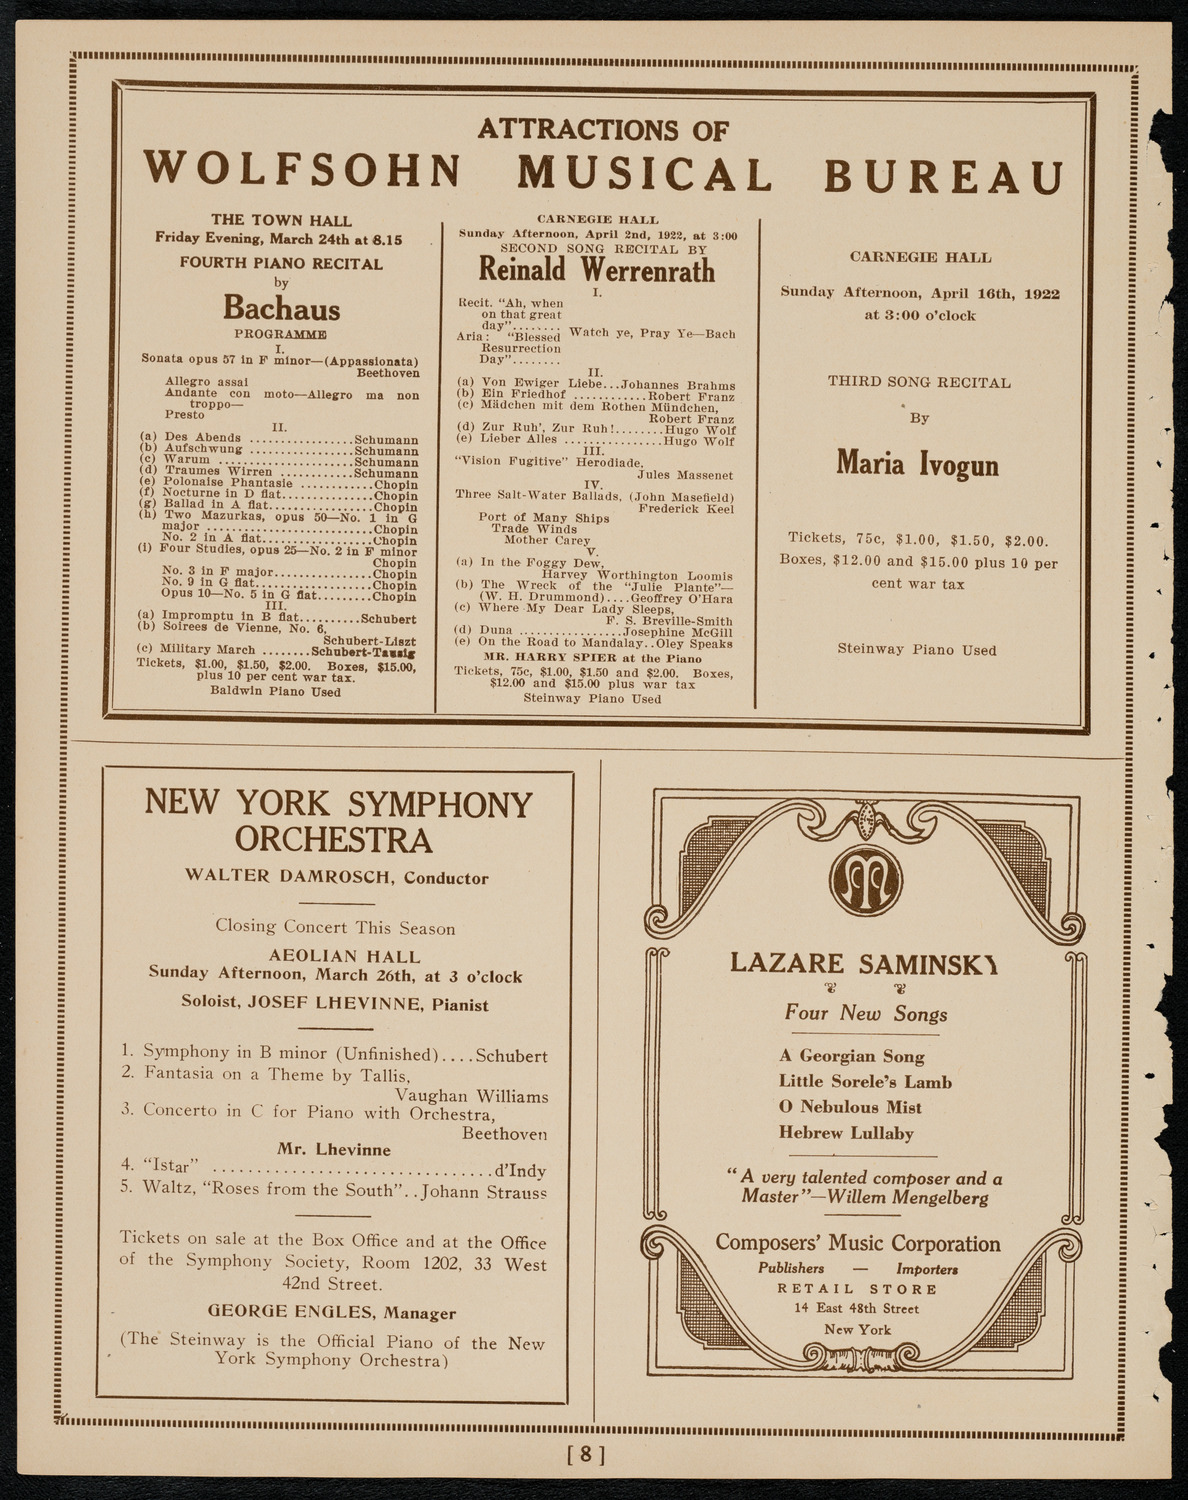 ATTRACTIONS OF
WOLFSOHN MUSICAL BUREAU
THE TOWN HALL
Friday Evening, March 24th at 8.15
FOURTH PIANO RECITAL
by
Bachaus
PROGRAMME
I.
Sonata opus 57 in F minor—(Appassionata)
Beethoven
Allegro assai
Andante con moto—Allegro ma non
troppo—
Presto
II.
(a) Des Abends ................Schumann
(b) Aufschwung ................Schumann
(c) Warum .....................Schumann
(d) Traumes Wirren ...........Schumann
(e) Polonaise Phantasie ...........Chopin
(f) Nocturne in D flat..............Chopin
(g) Ballad in A flat................Chopin
(h) Two Mazurkas, opus 50—No. 1 in G
major .........................Chopin
No. 2 in A flat.................Chopin
(i) Four Studies, opus 25—No. 2 in F minor
Chopin
No. 3 in F major...............Chopin
No. 9 in G flat..................Chopin
Opus 10—No. 5 in G flat.........Chopin
III.
(a) Impromptu in B flat..........Schubert
(b) Soirees de Vienne, No. 6,
Schubert-Liszt
(c) Military March ........Schubert-Tausig
Tickets, $1.00, $1.50, $2.00. Boxes, $15.00,
plus 10 per cent war tax.
Baldwin Piano Used
CARNEGIE HALL
Sunday Afternoon, April 2nd, 1922, at 3:00
SECOND SONG RECITAL BY
Reinald Werrenrath
I.
Recit. “Ah, when
on that great
day”........
Aria: “Blessed Watch ye, Pray Ye—Bach
Resurrection
Day”........
II.
(a) Von Ewiger Liebe...Johannes Brahms
(b) Ein Friedhof ............Robert Franz
(c) Mädchen mit dem Rothen Mündchen,
Robert Franz
(d) Zur Ruh’, Zur Ruh!........Hugo Wolf
(e) Lieber Alles ...............Hugo Wolf
III.
“Vision Fugitive” Herodiade,
Jules Massenet
IV.
Three Salt-Water Ballads, (John Masefield)
Frederick Keel
Port of Many Ships
Trade Winds
Mother Carey
V.
(a) In the Foggy Dew,
Harvey Worthington Loomis
(b) The Wreck of the “Julie Plante”—
(W. H. Drummond)....Geoffrey O’Hara
(c) Where My Dear Lady Sleeps,
F. S. Breville-Smith
(d) Duna ................Josephine McGill
(e) On the Road to Mandalay..Oley Speaks
MR. HARRY SPIER at the Piano
Tickets, 75c, $1.00, $1.50 and $2.00. Boxes,
$12.00 and $15.00 plus war tax
Steinway Piano Used
CARNEGIE HALL
Sunday Afternoon, April 16th, 1922
at 3:00 o’clock
THIRD SONG RECITAL
By
Maria Ivogun
Tickets, 75c, $1.00, $1.50, $2.00.
Boxes, $12.00 and $15.00 plus 10 per
cent war tax
Steinway Piano Used
NEW YORK SYMPHONY
ORCHESTRA
WALTER DAMROSCH, Conductor
Closing Concert This Season
AEOLIAN HALL
Sunday Afternoon, March 26th, at 3 o’clock
Soloist, JOSEF LHEVINNE, Pianist
1. Symphony in B minor (Unfinished)....Schubert
2. Fantasia on a Theme by Tallis,
Vaughan Williams
3. Concerto in C for Piano with Orchestra,
Beethoven
Mr. Lhevinne
4. “Istar” ..............................d’Indy
5. Waltz, “Roses from the South”..Johann Strauss
Tickets on sale at the Box Office and at the Office
of the Symphony Society, Room 1202, 33 West
42nd Street.
GEORGE ENGLES, Manager
(The Steinway is the Official Piano of the New
York Symphony Orchestra)
LAZARE SAMINSKY
Four New Songs
A Georgian Song
Little Sorele’s Lamb
O Nebulous Mist
Hebrew Lullaby
“A very talented composer and a
Master”—Willem Mengelberg
Composers’ Music Corporation
Publishers — Importers
RETAIL STORE
14 East 48th Street
New York
[ 8 ]